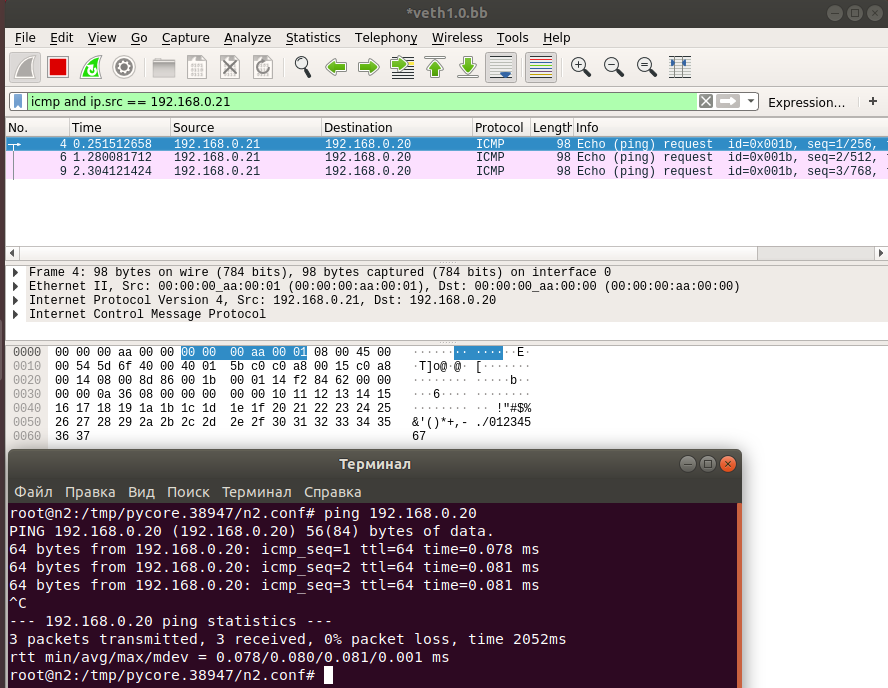 *veth1.0.bb
File Edit View Go Capture Analyze Statistics Telephony Wireless Tools Help
icmp and ip.src == 192.168.0.21 Expression… +
No. Time Source Destination Protocol Length Info
4 0.251512658 192.168.0.21 192.168.0.20 ICMP 98 Echo (ping) request id=0x001b, seq=1/256,
6 1.280081712 192.168.0.21 192.168.0.20 ICMP 98 Echo (ping) request id=0x001b, seq=2/512,
9 2.304121424 192.168.0.21 192.168.0.20 ICMP 98 Echo (ping) request id=0x001b, seq=3/768,
Frame 4: 98 bytes on wire (784 bits), 98 bytes captured (784 bits) on interface 0
Ethernet II, Src: 00:00:00_aa:00:01 (00:00:00:aa:00:01), Dst: 00:00:00_aa:00:00 (00:00:00:aa:00:00)
Internet Protocol Version 4, Src: 192.168.0.21, Dst: 192.168.0.20
Internet Control Message Protocol
0000 00 00 00 aa 00 00 00 00 00 aa 00 01 08 00 45 00 ········ ······E·
0010 00 54 5d 6f 40 00 40 01 5b c0 c0 a8 00 15 c0 a8 ·T]o@·@· [·······
0020 00 14 08 00 8d 86 00 1b 00 01 14 f2 84 62 00 00 ········ ·····b··
0030 00 00 0a 36 08 00 00 00 00 00 10 11 12 13 14 15 ···6···· ········
0040 16 17 18 19 1a 1b 1c 1d 1e 1f 20 21 22 23 24 25 ········ ·· !"#$%
0050 26 27 28 29 2a 2b 2c 2d 2e 2f 30 31 32 33 34 35 &'()*+,- ./012345
0060 36 37 67
Терминал
Файл Правка Вид Поиск Терминал Справка
root@n2:/tmp/pycore.38947/n2.conf# ping 192.168.0.20
PING 192.168.0.20 (192.168.0.20) 56(84) bytes of data.
64 bytes from 192.168.0.20: icmp_seq=1 ttl=64 time=0.078 ms
64 bytes from 192.168.0.20: icmp_seq=2 ttl=64 time=0.081 ms
64 bytes from 192.168.0.20: icmp_seq=3 ttl=64 time=0.081 ms
^C
--- 192.168.0.20 ping statistics ---
3 packets transmitted, 3 received, 0% packet loss, time 2052ms
rtt min/avg/max/mdev = 0.078/0.080/0.081/0.001 ms
root@n2:/tmp/pycore.38947/n2.conf#